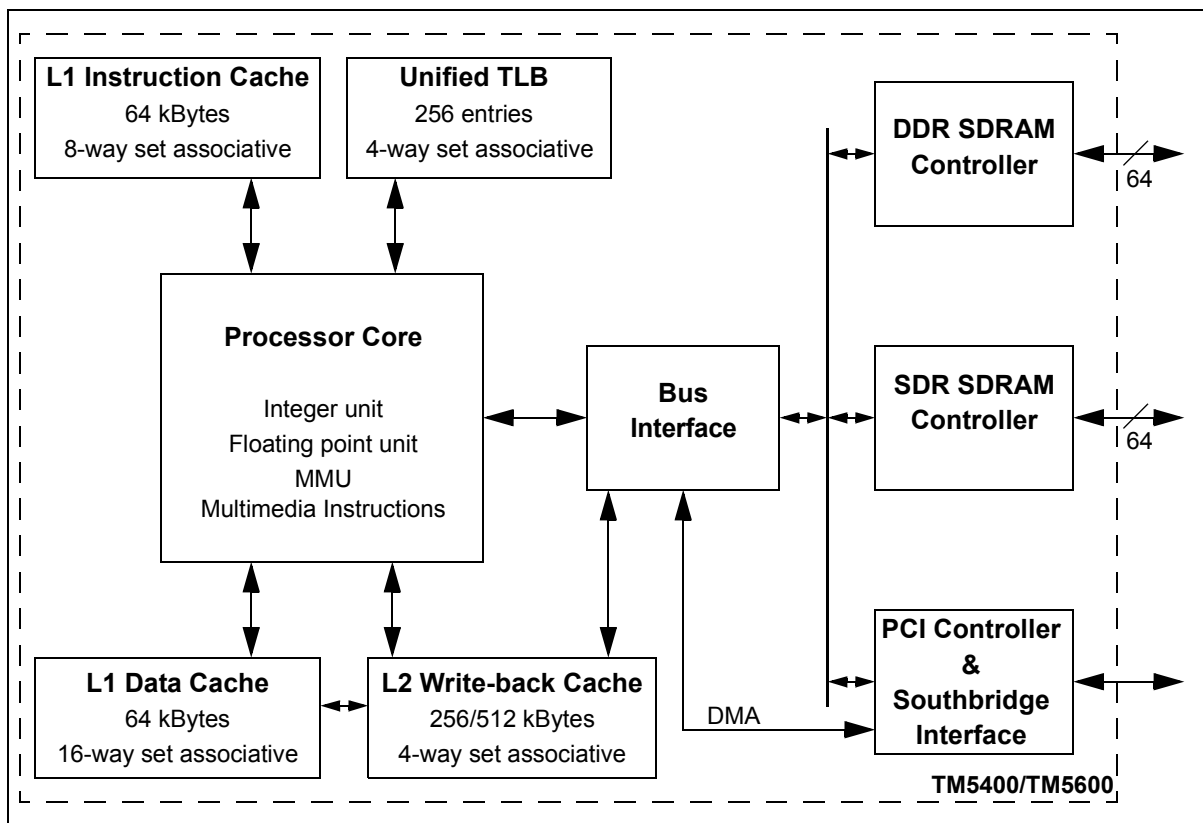 L1 Instruction Cache
64 kBytes
8-way set associative
Unified TLB
256 entries
4-way set associative
DDR SDRAM
Controller
64
Processor Core
Integer unit
Floating point unit
MMU
Multimedia Instructions
Bus
Interface
SDR SDRAM
Controller
64
L1 Data Cache
64 kBytes
16-way set associative
L2 Write-back Cache
256/512 kBytes
4-way set associative
DMA
PCI Controller
&
Southbridge
Interface
TM5400/TM5600